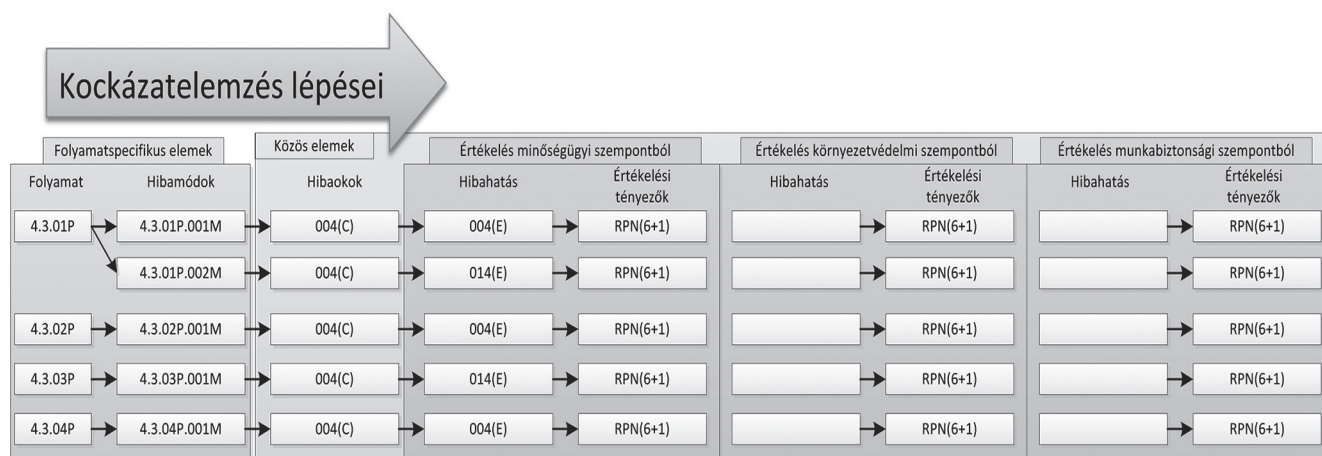 Kockázatelemzés lépései
Folyamatspecifikus elemek Közös elemek Értékelés minőségügyi szempontból Értékelés környezetvédelmi szempontból Értékelés munkabiztonsági szempontból
Folyamat Hibamódok Hibaokok Hibahatás Értékelési tényezők Hibahatás Értékelési tényezők Hibahatás Értékelési tényezők
4.3.01P 4.3.01P.001M 004(C) 004(E) RPN(6+1) RPN(6+1) RPN(6+1)
4.3.01P.002M 004(C) 014(E) RPN(6+1) RPN(6+1) RPN(6+1)
4.3.02P 4.3.02P.001M 004(C) 004(E) RPN(6+1) RPN(6+1) RPN(6+1)
4.3.03P 4.3.03P.001M 004(C) 014(E) RPN(6+1) RPN(6+1) RPN(6+1)
4.3.04P 4.3.04P.001M 004(C) 004(E) RPN(6+1) RPN(6+1) RPN(6+1)